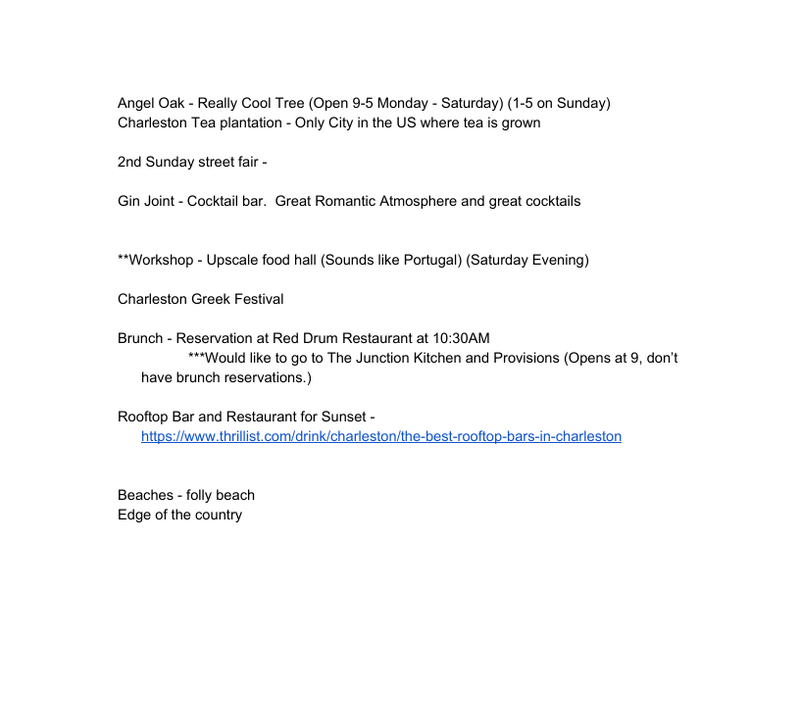 Angel Oak - Really Cool Tree (Open 9-5 Monday - Saturday) (1-5 on Sunday)
Charleston Tea plantation - Only City in the US where tea is grown
2nd Sunday street fair -
Gin Joint - Cocktail bar.  Great Romantic Atmosphere and great cocktails
**Workshop - Upscale food hall (Sounds like Portugal) (Saturday Evening)
Charleston Greek Festival
Brunch - Reservation at Red Drum Restaurant at 10:30AM
***Would like to go to The Junction Kitchen and Provisions (Opens at 9, don’t
have brunch reservations.)
Rooftop Bar and Restaurant for Sunset -
https://www.thrillist.com/drink/charleston/the-best-rooftop-bars-in-charleston
Beaches - folly beach
Edge of the country